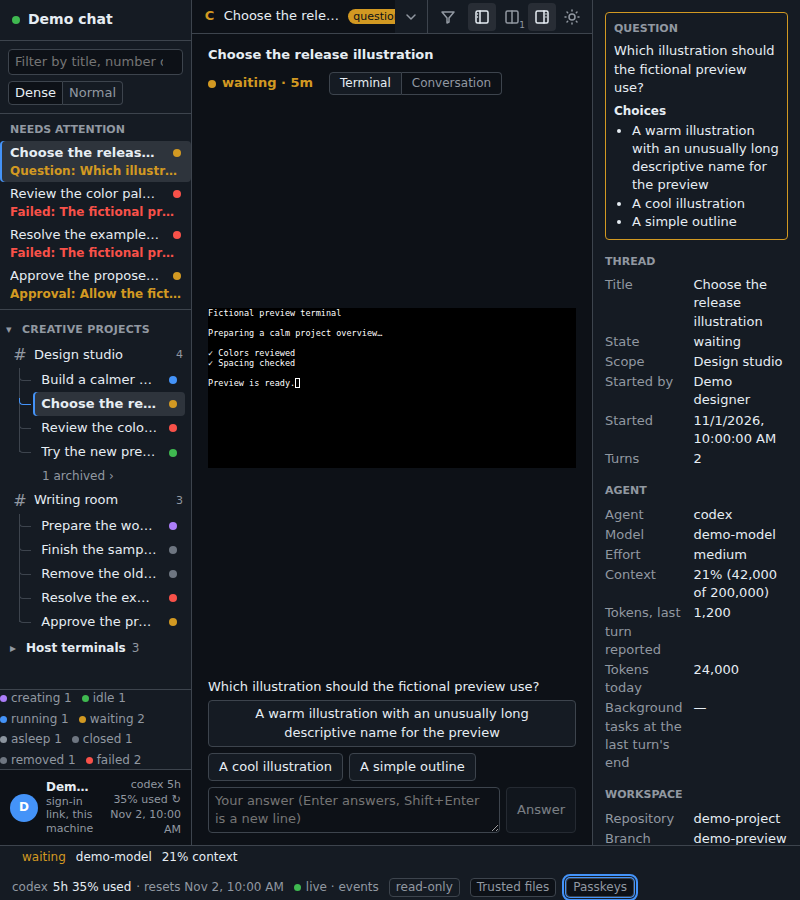 Demo chat
Filter by title, number c
Dense Normal
NEEDS ATTENTION
Choose the releas…
Question: Which illustr…
Review the color pal…
Failed: The fictional pr…
Resolve the example…
Failed: The fictional pr…
Approve the propose…
Approval: Allow the fict…
▾ CREATIVE PROJECTS
# Design studio 4
Build a calmer …
Choose the re…
Review the colo…
Try the new pre…
1 archived ›
# Writing room 3
Prepare the wo…
Finish the samp…
Remove the old…
Resolve the ex…
Approve the pr…
▸ Host terminals 3
creating 1 idle 1
running 1 waiting 2
asleep 1 closed 1
removed 1 failed 2
D
Dem…
sign-in
link, this
machine
codex 5h
35% used ↻
Nov 2, 10:00
AM
C Choose the rele… question
1
Choose the release illustration
waiting · 5m Terminal Conversation
Fictional preview terminal
Preparing a calm project overview…
✓ Colors reviewed
✓ Spacing checked
Preview is ready.
Which illustration should the fictional preview use?
A warm illustration with an unusually long
descriptive name for the preview
A cool illustration A simple outline
Your answer (Enter answers, Shift+Enter
is a new line)
Answer
QUESTION
Which illustration should
the fictional preview
use?
Choices
• A warm illustration
with an unusually long
descriptive name for
the preview
• A cool illustration
• A simple outline
THREAD
Title Choose the
release
illustration
State waiting
Scope Design studio
Started by Demo
designer
Started 11/1/2026,
10:00:00 AM
Turns 2
AGENT
Agent codex
Model demo-model
Effort medium
Context 21% (42,000
of 200,000)
Tokens, last 1,200
turn
reported
Tokens 24,000
today
Background —
tasks at the
last turn's
end
WORKSPACE
Repository demo-project
Branch demo-preview
waiting demo-model 21% context
codex 5h 35% used · resets Nov 2, 10:00 AM live · events read-only Trusted files Passkeys